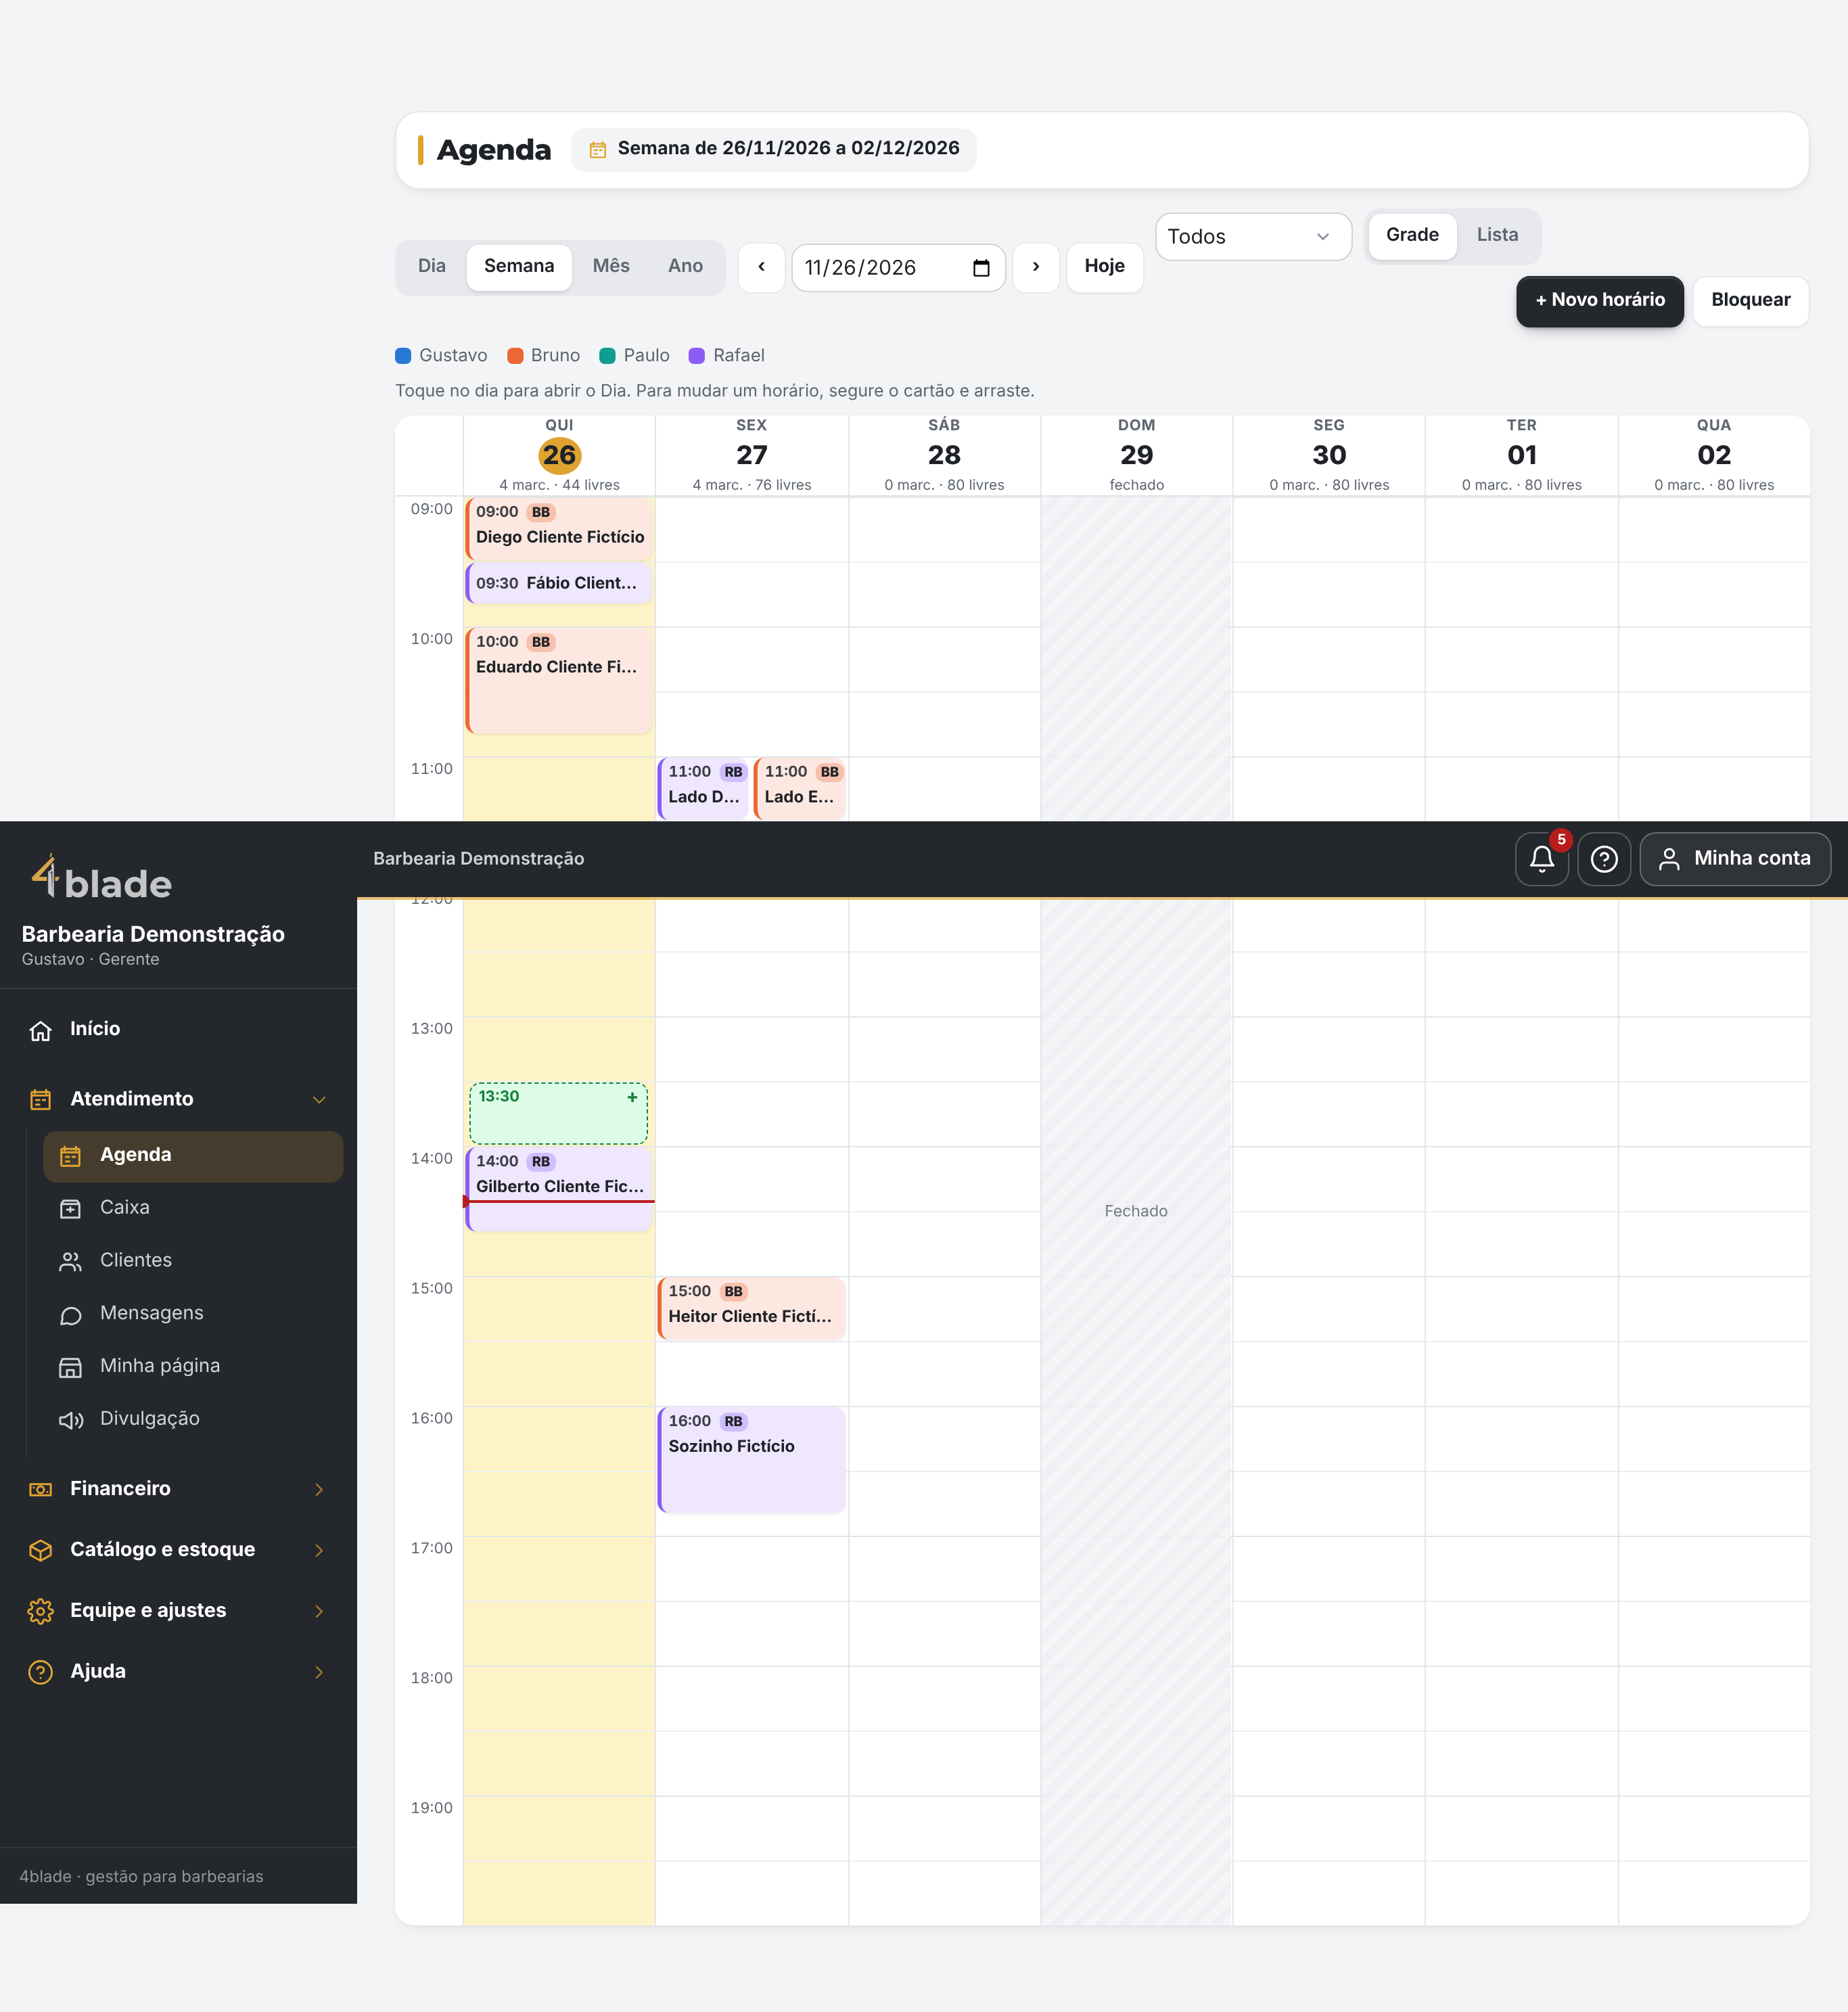 Agenda
Semana de 26/11/2026 a 02/12/2026
Dia Semana Mês Ano
‹ 11/26/2026 › Hoje
Todos
Grade Lista
+ Novo horário Bloquear
Gustavo Bruno Paulo Rafael
Toque no dia para abrir o Dia. Para mudar um horário, segure o cartão e arraste.
QUI SEX SÁB DOM SEG TER QUA
26 27 28 29 30 01 02
4 marc. · 44 livres 4 marc. · 76 livres 0 marc. · 80 livres fechado 0 marc. · 80 livres 0 marc. · 80 livres 0 marc. · 80 livres
09:00
09:00 BB
Diego Cliente Fictício
09:30 Fábio Client...
10:00
10:00 BB
Eduardo Cliente Fi...
11:00
11:00 RB
Lado D...
11:00 BB
Lado E...
4blade
Barbearia Demonstração
5
Minha conta
Barbearia Demonstração
Gustavo · Gerente
Início
Atendimento
Agenda
Caixa
Clientes
Mensagens
Minha página
Divulgação
Financeiro
Catálogo e estoque
Equipe e ajustes
Ajuda
4blade · gestão para barbearias
12:00
13:00
13:30 +
14:00
14:00 RB
Gilberto Cliente Fic...
Fechado
15:00
15:00 BB
Heitor Cliente Fictí...
16:00
16:00 RB
Sozinho Fictício
17:00
18:00
19:00